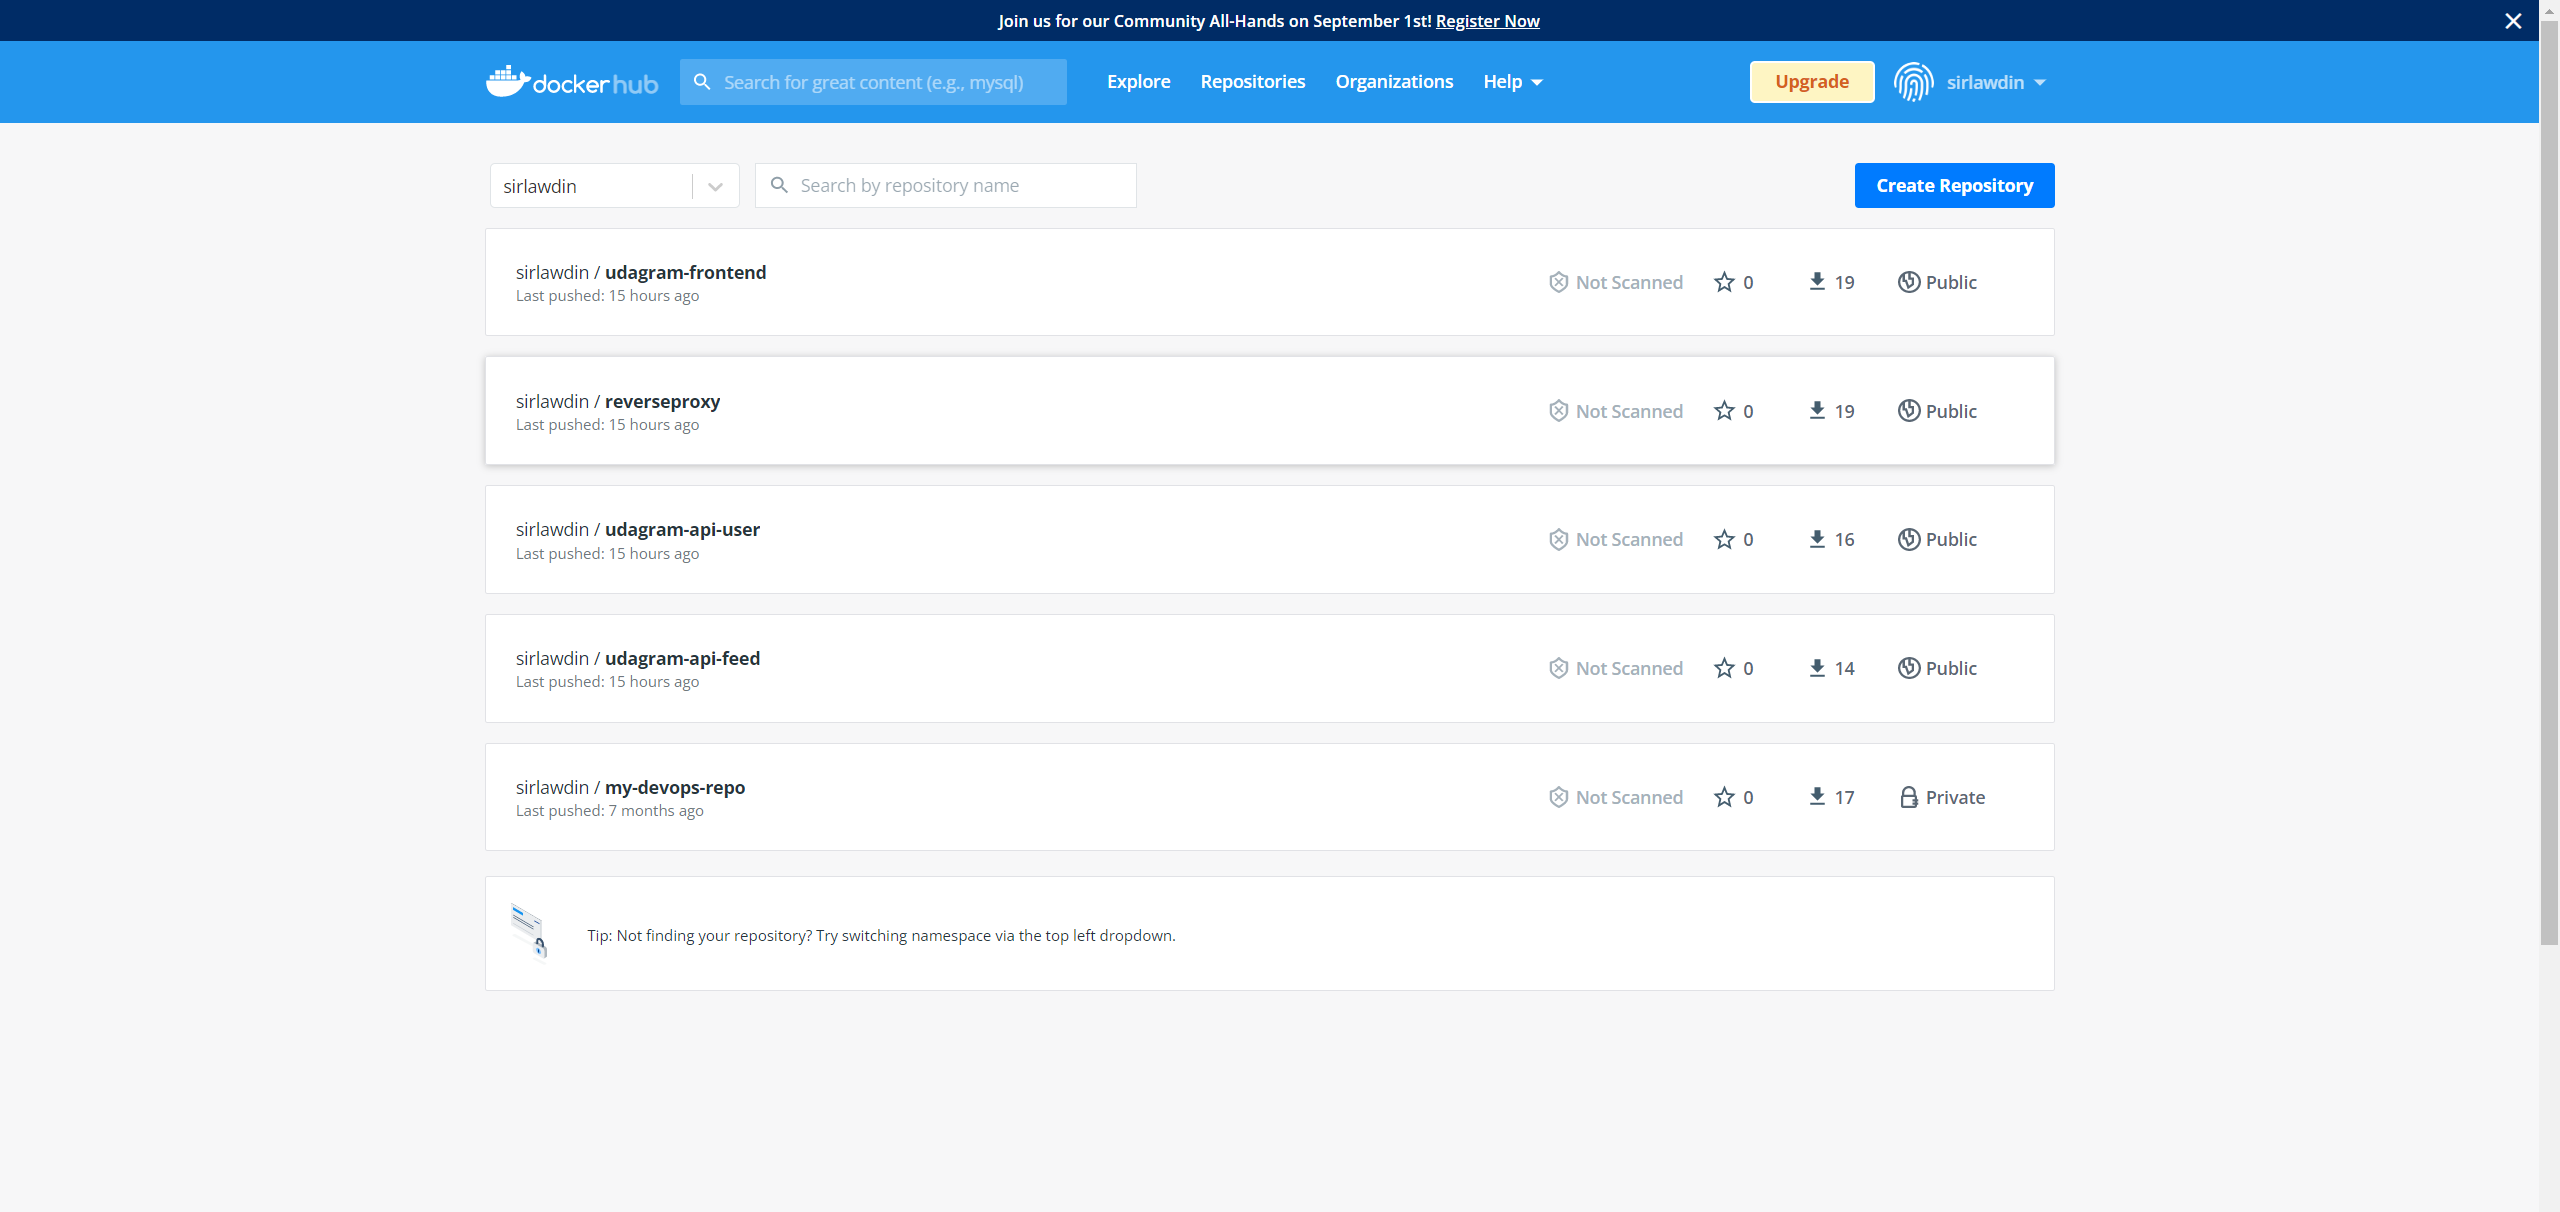 Join us for our Community All-Hands on September 1st! Register Now
docker hub Search for great content (e.g., mysql) Explore Repositories Organizations Help Upgrade sirlawdin
sirlawdin Search by repository name Create Repository
sirlawdin / udagram-frontend
Last pushed: 15 hours ago
Not Scanned 0 19 Public
sirlawdin / reverseproxy
Last pushed: 15 hours ago
Not Scanned 0 19 Public
sirlawdin / udagram-api-user
Last pushed: 15 hours ago
Not Scanned 0 16 Public
sirlawdin / udagram-api-feed
Last pushed: 15 hours ago
Not Scanned 0 14 Public
sirlawdin / my-devops-repo
Last pushed: 7 months ago
Not Scanned 0 17 Private
Tip: Not finding your repository? Try switching namespace via the top left dropdown.